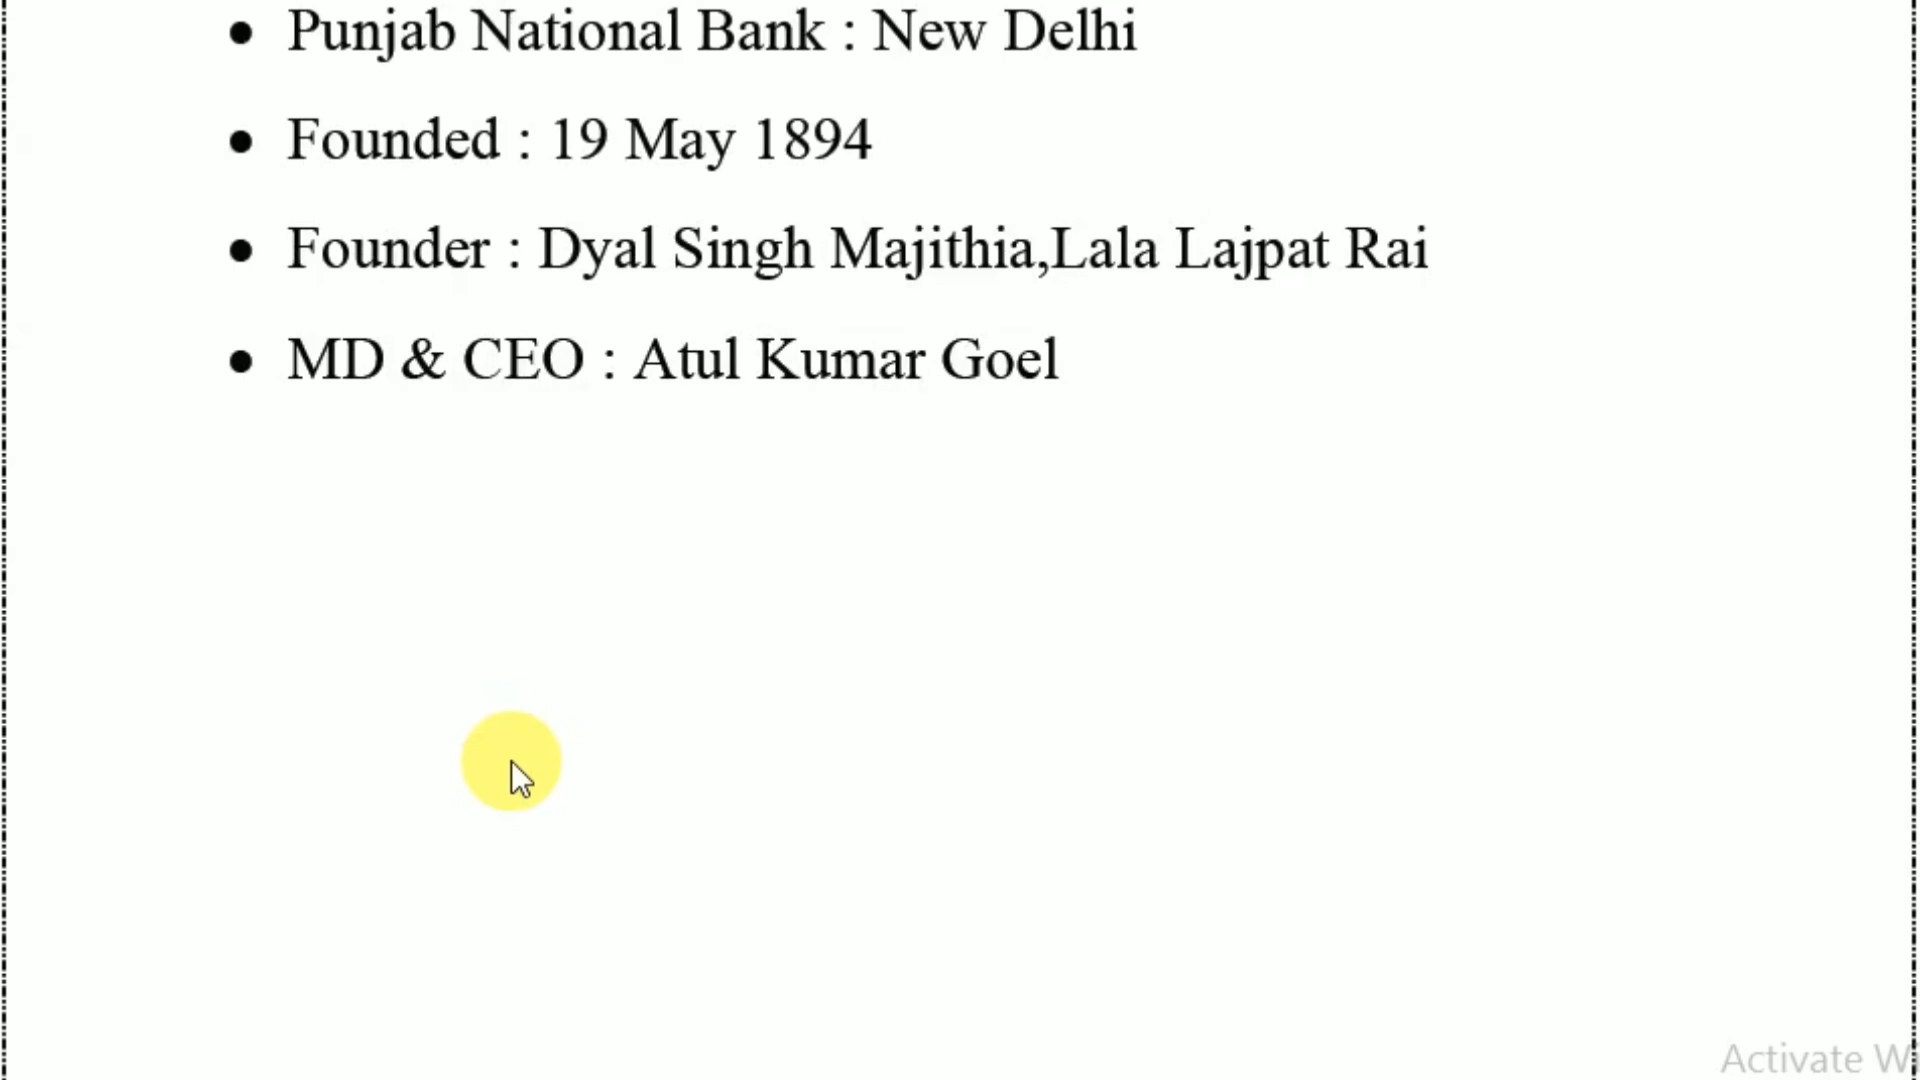 • Punjab National Bank : New Delhi
• Founded : 19 May 1894
• Founder : Dyal Singh Majithia,Lala Lajpat Rai
• MD & CEO : Atul Kumar Goel
Activate Wi